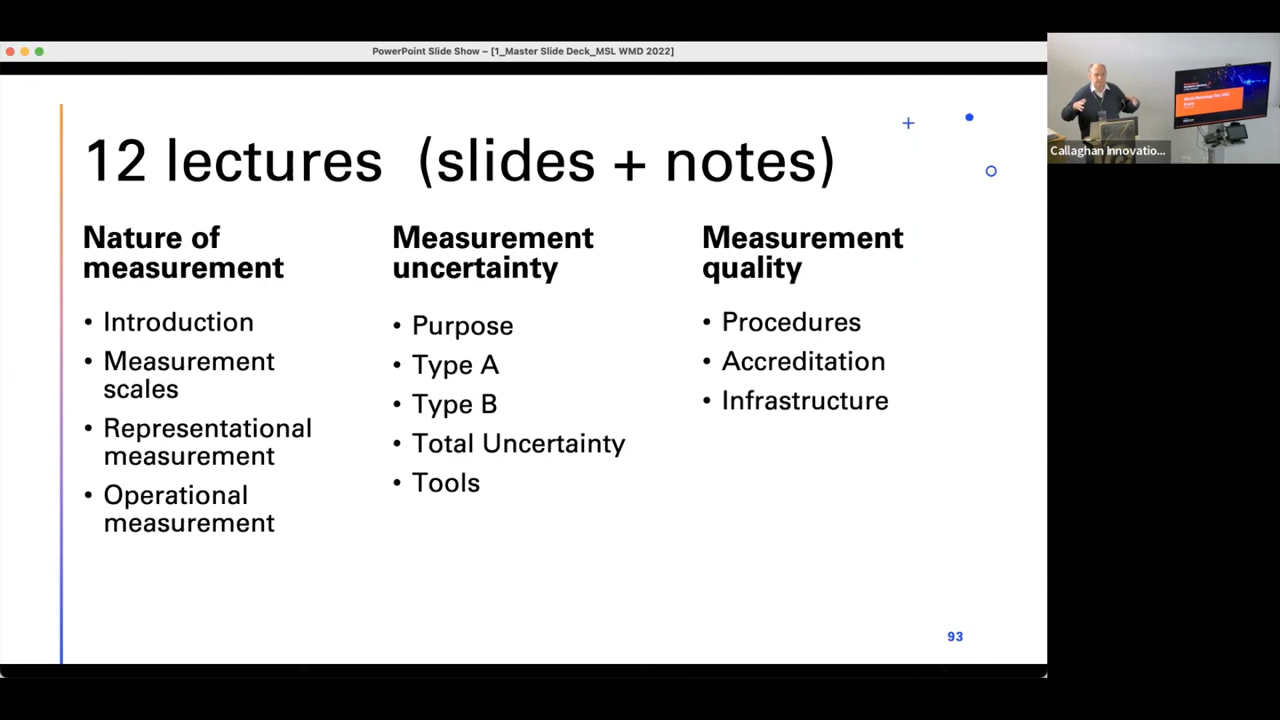 PowerPoint Slide Show – [1_Master Slide Deck_MSL WMD 2022]
12 lectures (slides + notes)
Nature of
measurement
• Introduction
• Measurement
scales
• Representational
measurement
• Operational
measurement
Measurement
uncertainty
• Purpose
• Type A
• Type B
• Total Uncertainty
• Tools
Measurement
quality
• Procedures
• Accreditation
• Infrastructure
93
Callaghan Innovatio...